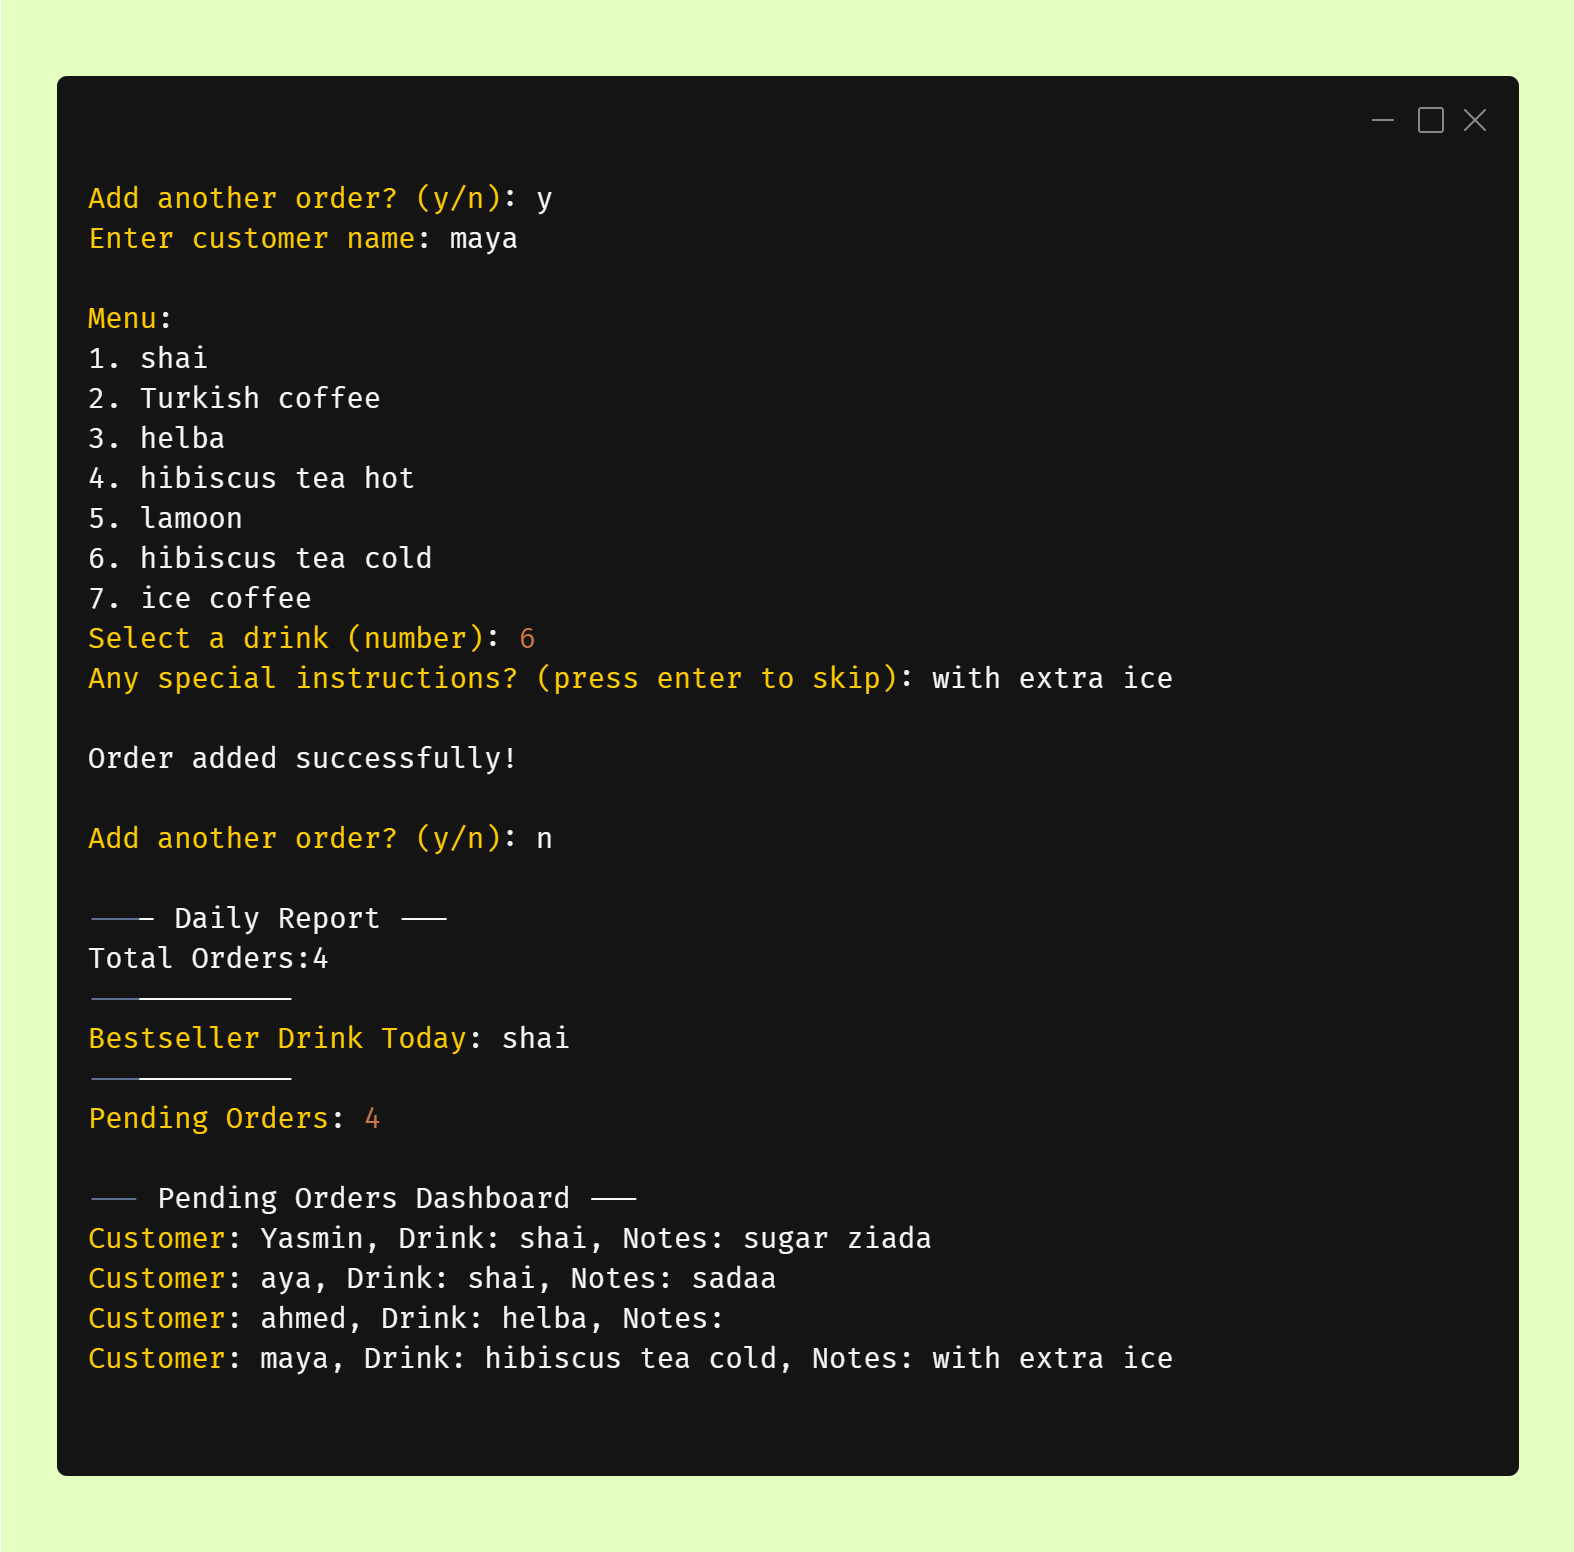 Add another order? (y/n): y
Enter customer name: maya
Menu:
1. shai
2. Turkish coffee
3. helba
4. hibiscus tea hot
5. lamoon
6. hibiscus tea cold
7. ice coffee
Select a drink (number): 6
Any special instructions? (press enter to skip): with extra ice
Order added successfully!
Add another order? (y/n): n
---- Daily Report ---
Total Orders:4
------------
Bestseller Drink Today: shai
------------
Pending Orders: 4
--- Pending Orders Dashboard ---
Customer: Yasmin, Drink: shai, Notes: sugar ziada
Customer: aya, Drink: shai, Notes: sadaa
Customer: ahmed, Drink: helba, Notes:
Customer: maya, Drink: hibiscus tea cold, Notes: with extra ice